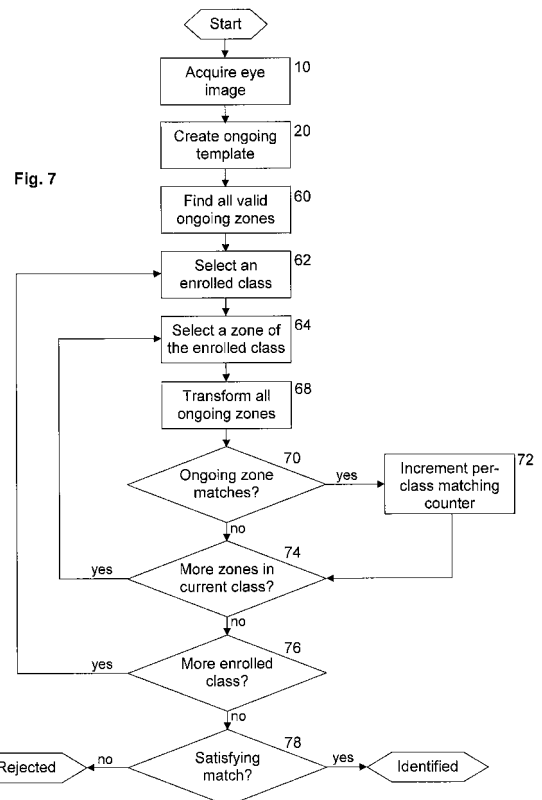 Start
Acquire eye
image
10
Create ongoing
template
20
Fig. 7
Find all valid
ongoing zones
60
Select an
enrolled class
62
Select a zone of
the enrolled class
64
Transform all
ongoing zones
68
Ongoing zone
matches?
70
yes
Increment per-
class matching
counter
72
no
More zones in
current class?
74
yes
no
More enrolled
class?
76
yes
no
Satisfying
match?
78
no
Rejected
yes
Identified